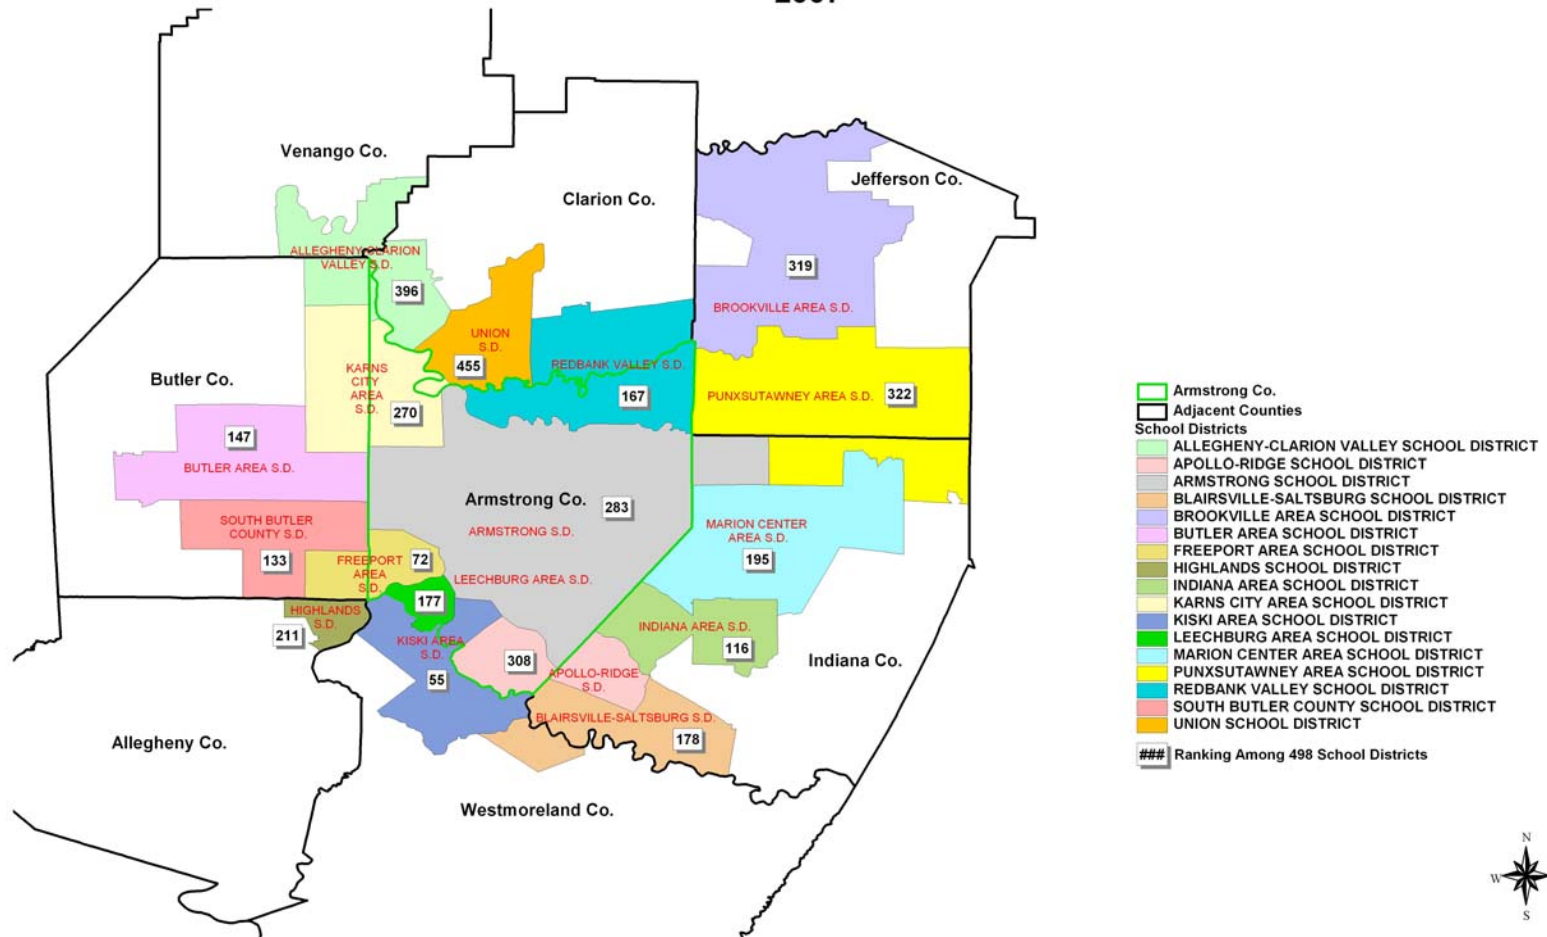 Venango Co.
Clarion Co.
Jefferson Co.
ALLEGHENY-CLARION
VALLEY S.D.
396
319
BROOKVILLE AREA S.D.
UNION
S.D.
455
REDBANK VALLEY S.D.
167
PUNXSUTAWNEY AREA S.D.
322
Butler Co.
KARNS
CITY
AREA
S.D.
270
147
BUTLER AREA S.D.
Armstrong Co.
283
ARMSTRONG S.D.
SOUTH BUTLER
COUNTY S.D.
133
MARION CENTER
AREA S.D.
195
FREEPORT
AREA
S.D.
72
LEECHBURG AREA S.D.
177
HIGHLANDS
S.D.
211
KISKI AREA
S.D.
55
INDIANA AREA S.D.
116
308
APOLLO-RIDGE
S.D.
Indiana Co.
BLAIRSVILLE-SALTSBURG S.D.
178
Allegheny Co.
Westmoreland Co.
Armstrong Co.
Adjacent Counties
School Districts
ALLEGHENY-CLARION VALLEY SCHOOL DISTRICT
APOLLO-RIDGE SCHOOL DISTRICT
ARMSTRONG SCHOOL DISTRICT
BLAIRSVILLE-SALTSBURG SCHOOL DISTRICT
BROOKVILLE AREA SCHOOL DISTRICT
BUTLER AREA SCHOOL DISTRICT
FREEPORT AREA SCHOOL DISTRICT
HIGHLANDS SCHOOL DISTRICT
INDIANA AREA SCHOOL DISTRICT
KARNS CITY AREA SCHOOL DISTRICT
KISKI AREA SCHOOL DISTRICT
LEECHBURG AREA SCHOOL DISTRICT
MARION CENTER AREA SCHOOL DISTRICT
PUNXSUTAWNEY AREA SCHOOL DISTRICT
REDBANK VALLEY SCHOOL DISTRICT
SOUTH BUTLER COUNTY SCHOOL DISTRICT
UNION SCHOOL DISTRICT
### Ranking Among 498 School Districts
N
W
S